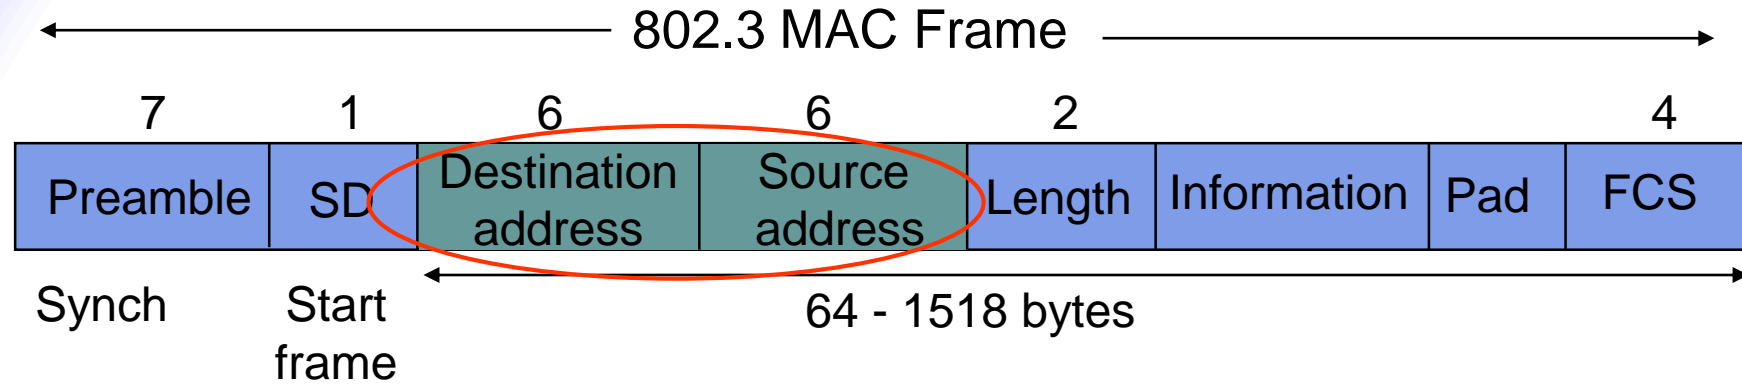 802.3 MAC Frame
7 1 6 6 2 4
Preamble SD Destination address Source address Length Information Pad FCS
Synch Start frame 64 - 1518 bytes